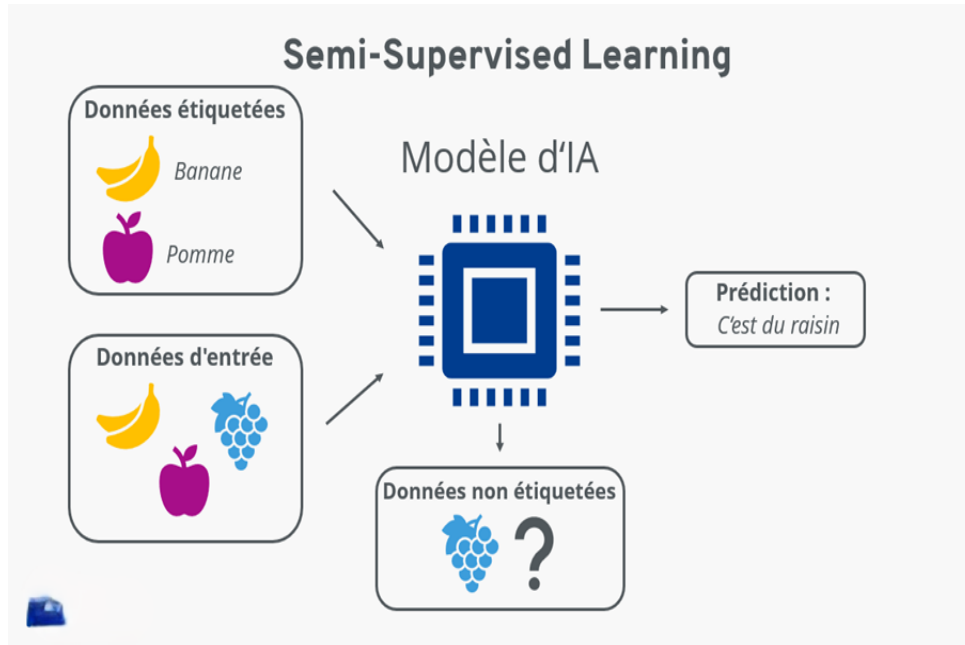 Semi-Supervised Learning
Données étiquetées
Banane
Pomme
Modèle d‘IA
Données d'entrée
Prédiction :
C‘est du raisin
Données non étiquetées
?